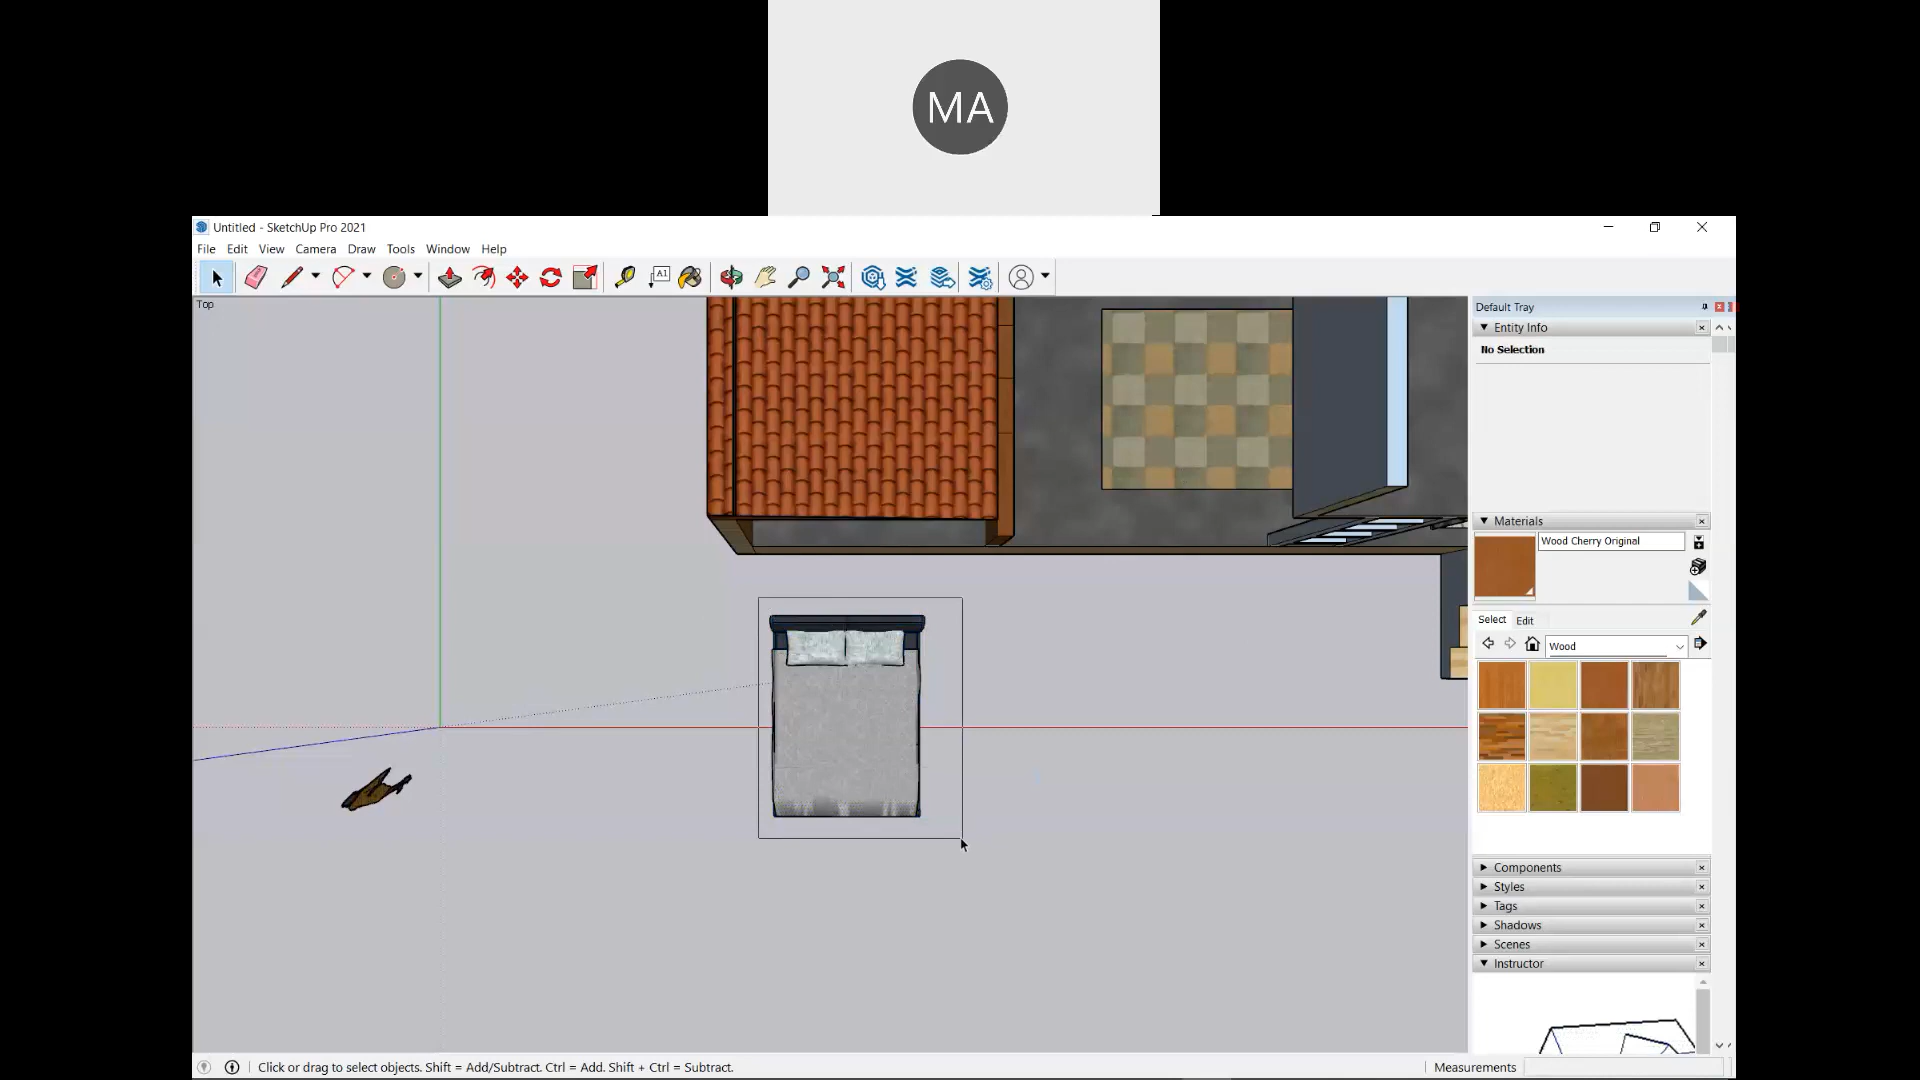 MA
Untitled - SketchUp Pro 2021
File Edit View Camera Draw Tools Window Help
A1
Top
Default Tray
Entity Info
No Selection
Materials
Wood Cherry Original
Select Edit
Wood
Components
Styles
Tags
Shadows
Scenes
Instructor
Click or drag to select objects. Shift = Add/Subtract. Ctrl = Add. Shift + Ctrl = Subtract.
Measurements